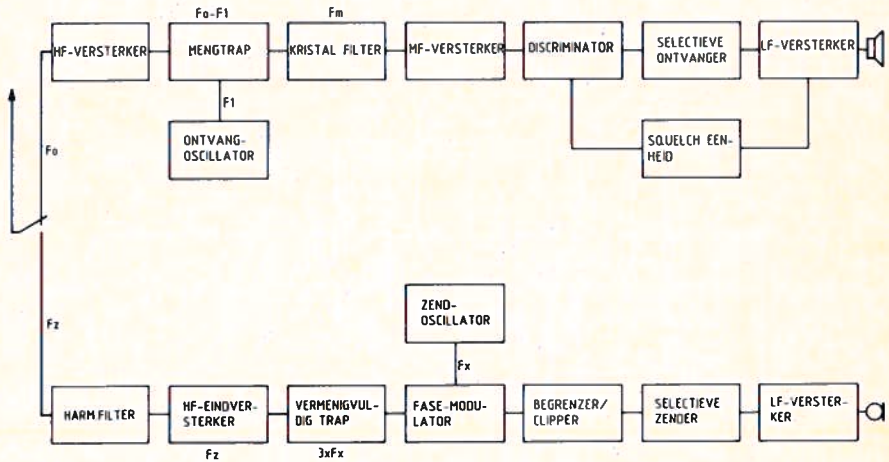 Fo-F1
Fm
HF-VERSTERKER
MENGTRAP
KRISTAL FILTER
MF-VERSTERKER
DISCRIMINATOR
SELECTIEVE
ONTVANGER
LF-VERSTERKER
F1
ONTVANG-
OSCILLATOR
SQUELCH EEN-
HEID
Fo
Fz
ZEND-
OSCILLATOR
Fx
HARM FILTER
HF-EINDVER-
STERKER
VERMENIGVUL-
DIG TRAP
FASE-MODU-
LATOR
BEGRENZER/
CLIPPER
SELECTIEVE
ZENDER
LF-VERSTER-
KER
Fz
3xFx